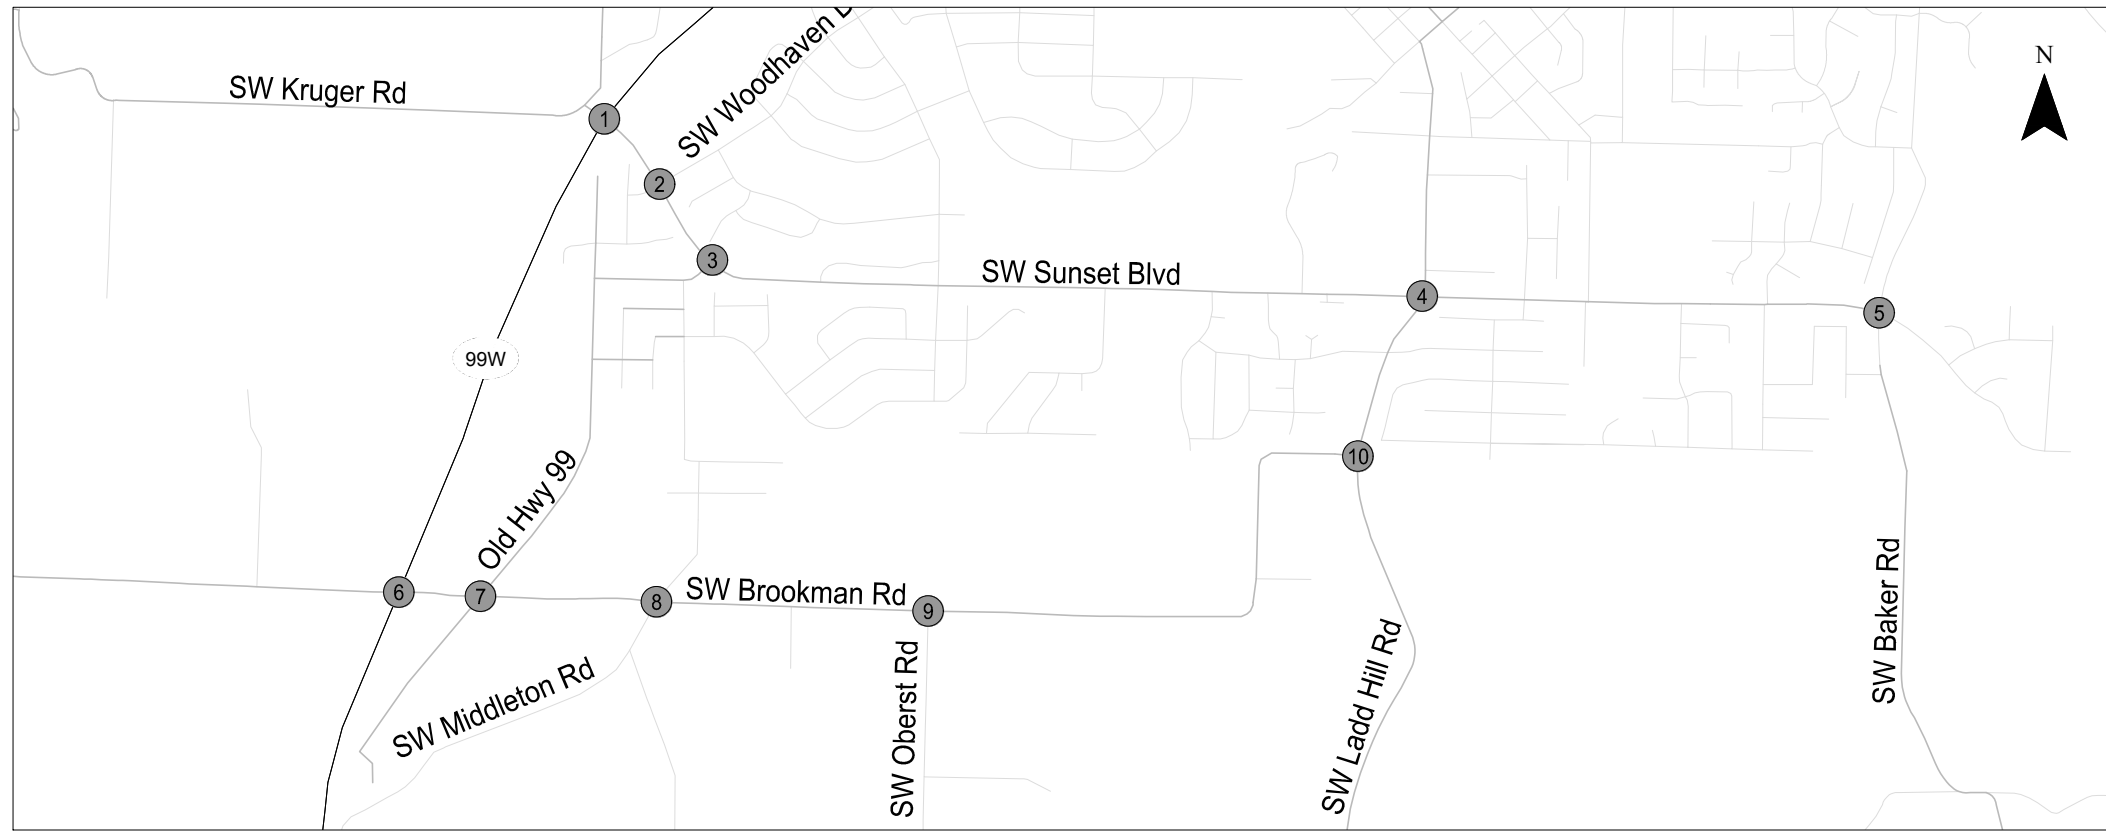 SW Kruger Rd
SW Woodhaven
N
1
2
3
SW Sunset Blvd
4
5
99W
10
Old Hwy 99
6
7
8
SW Brookman Rd
9
SW Middleton Rd
SW Oberst Rd
SW Ladd Hill Rd
SW Baker Rd